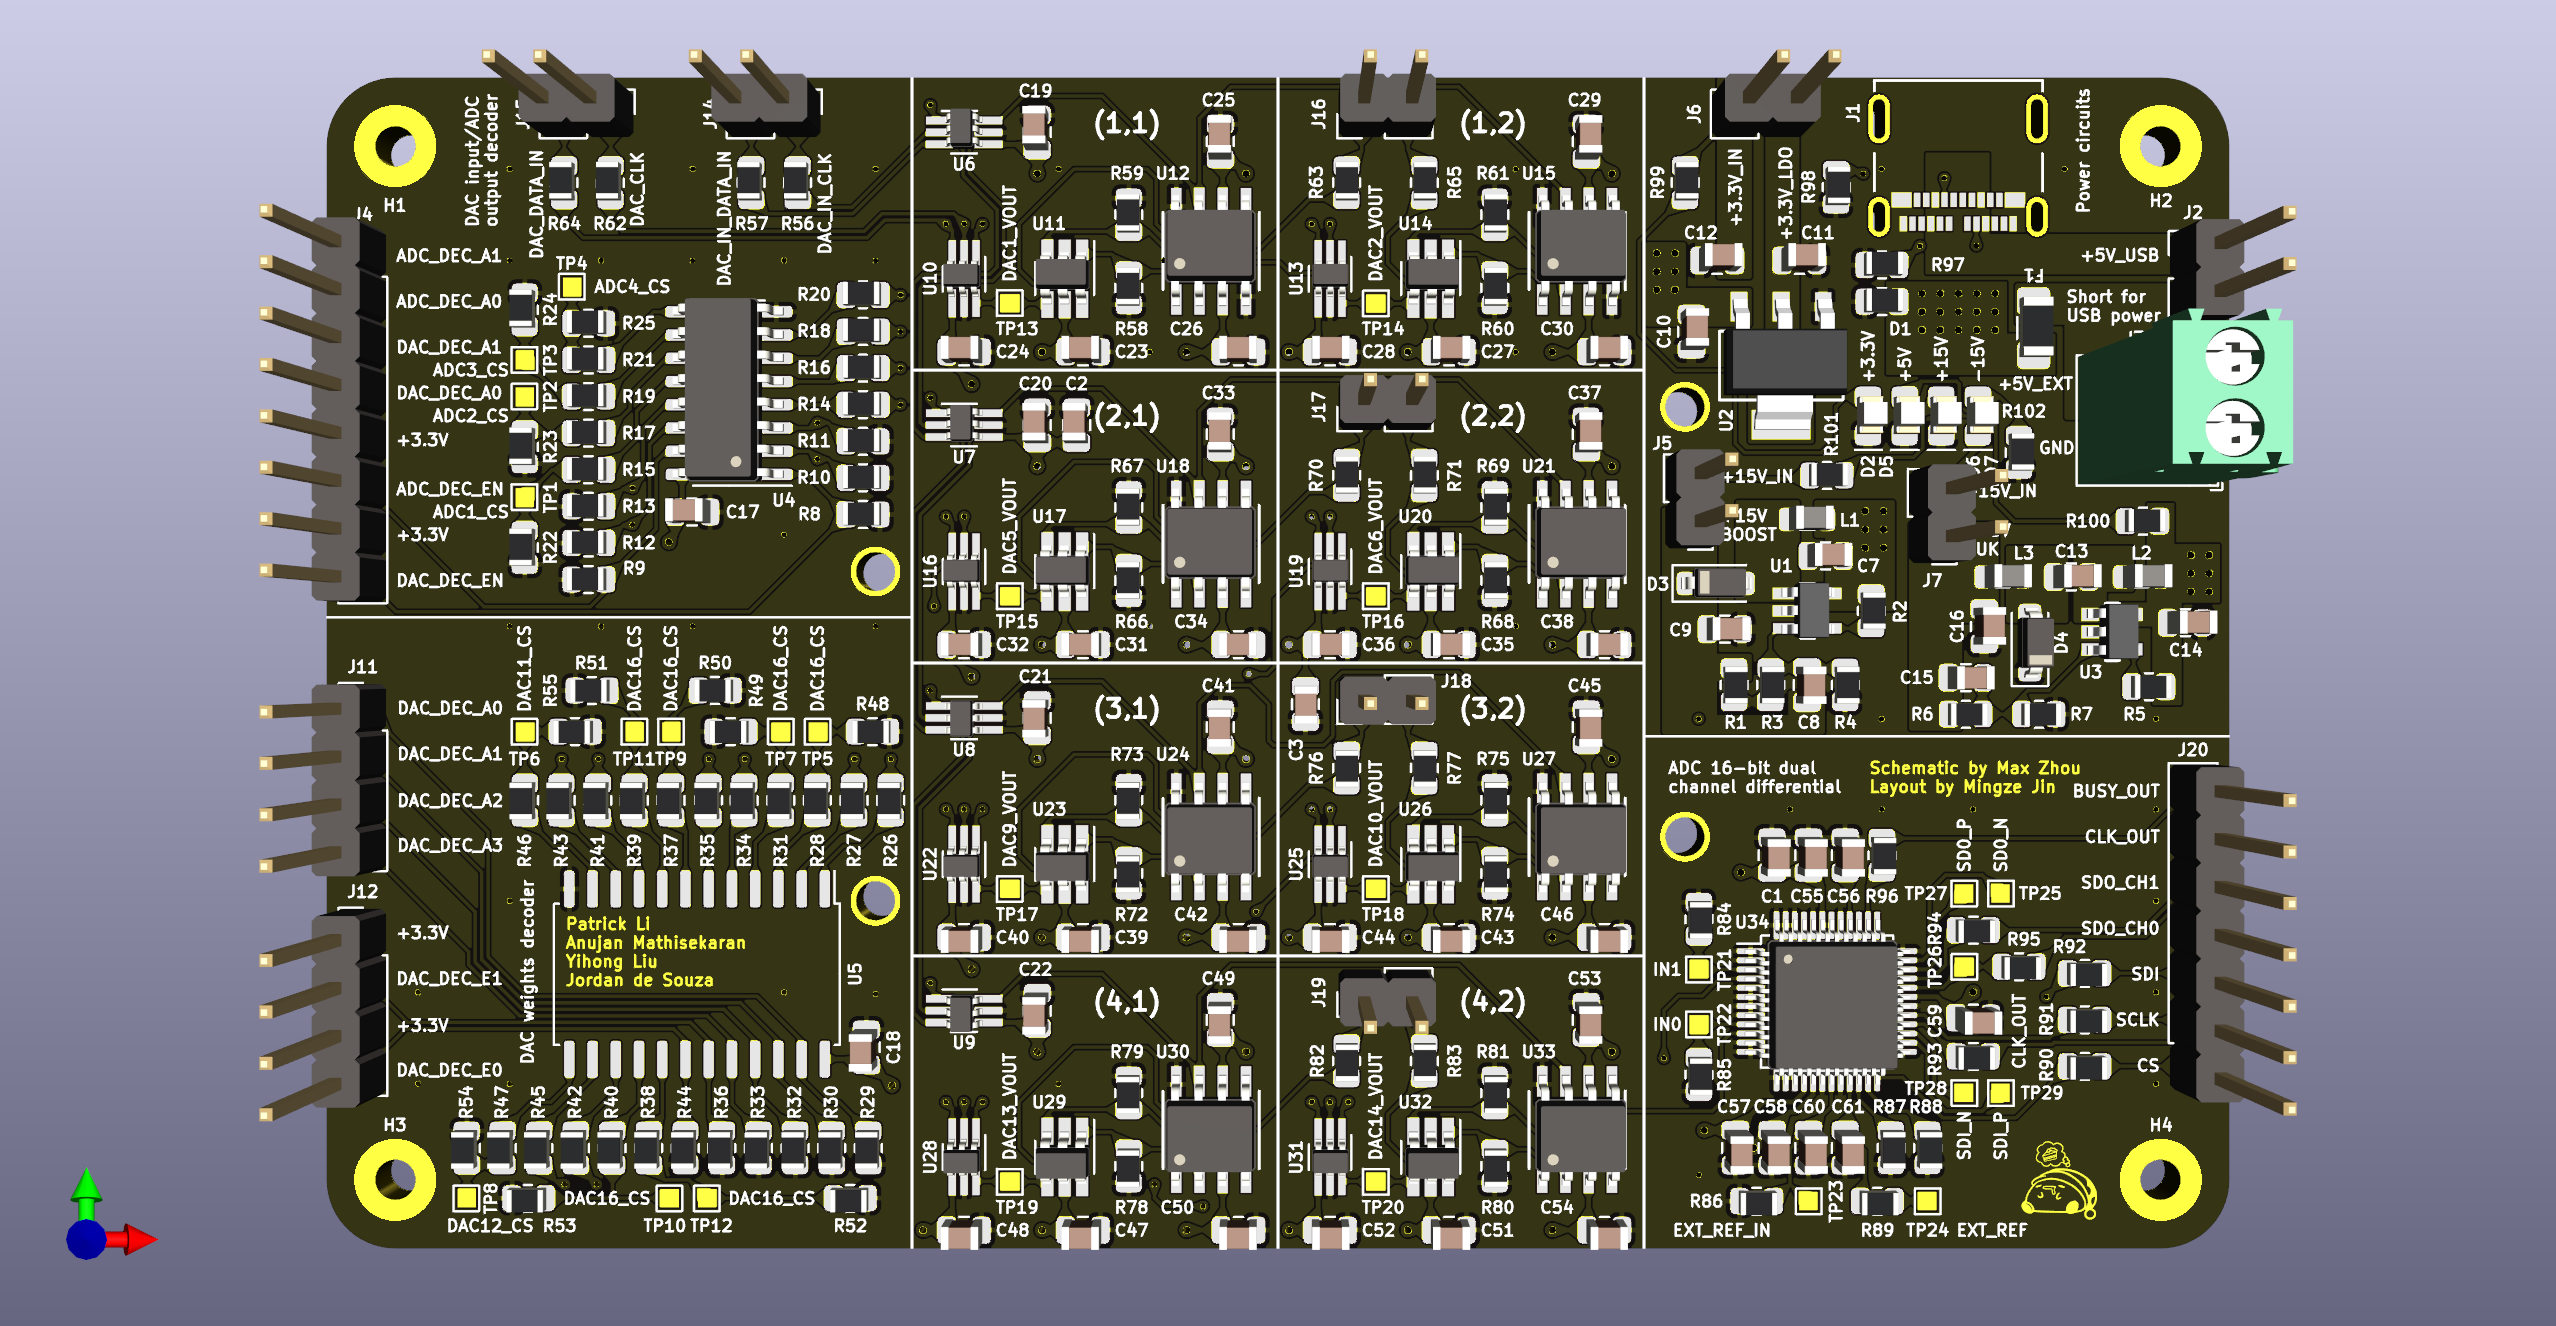 DAC input/ADC
output decoder
H1
J4
DAC_DATA_IN
R64
R62
DAC_CLK
DAC_IN_DATA_IN
R57
R56
DAC_IN_CLK
ADC_DEC_A1
ADC_DEC_A0
DAC_DEC_A1
ADC3_CS
DAC_DEC_A0
ADC2_CS
+3.3V
ADC_DEC_EN
ADC1_CS
+3.3V
DAC_DEC_EN
TP4
ADC4_CS
R24
TP3
TP2
R23
TP1
R22
R25
R21
R19
R17
R15
R13
R12
R9
C17
U4
R20
R18
R16
R14
R11
R10
R8
J11
DAC_DEC_A0
DAC_DEC_A1
DAC_DEC_A2
DAC_DEC_A3
J12
+3.3V
DAC_DEC_E1
+3.3V
DAC_DEC_E0
H3
DAC11_CS
R55
R51
DAC16_CS
DAC16_CS
R50
R49
DAC16_CS
DAC16_CS
R48
TP6
TP11
TP9
TP7
TP5
R46
R43
R41
R39
R37
R35
R34
R31
R28
R27
R26
DAC weights decoder
Patrick Li
Anujan Mathisekaran
Yihong Liu
Jordan de Souza
U5
C18
R54
R47
R45
R42
R40
R38
R44
R36
R33
R32
R30
R29
TP8
DAC12_CS
R53
DAC16_CS
TP10
TP12
DAC16_CS
R52
C19
U6
(1,1)
C25
R59
U12
DAC1_VOUT
U11
U10
TP13
R58
C26
C24
C23
J16
(1,2)
C29
R63
R65
R61
U15
DAC2_VOUT
U14
U13
TP14
R60
C30
C28
C27
C20
C2
U7
(2,1)
C33
R67
U18
DAC5_VOUT
U17
U16
TP15
R66
C34
C32
C31
J17
(2,2)
C37
R70
R71
R69
U21
DAC6_VOUT
U20
U19
TP16
R68
C38
C36
C35
C21
U8
(3,1)
C41
R73
U24
DAC9_VOUT
U23
U22
TP17
R72
C42
C40
C39
C3
J18
(3,2)
C45
R76
R77
R75
U27
DAC10_VOUT
U26
U25
TP18
R74
C46
C44
C43
C22
U9
(4,1)
C49
R79
U30
DAC13_VOUT
U29
U28
TP19
R78
C50
C48
C47
J19
(4,2)
C53
R82
R83
R81
U33
DAC14_VOUT
U32
U31
TP20
R80
C54
C52
C51
J6
J1
Power circuits
H2
J2
R99
+3.3V_IN
+3.3V_LDO
R98
C12
C11
R97
+5V_USB
F1
Short for
USB power
C10
D1
+3.3V
+5V
+15V
-15V
+5V_EXT
U2
R101
R102
GND
J5
+15V_IN
D2
D5
BOOST
L1
U1
C7
D3
R2
C9
R1
R3
C8
R4
J7
R100
L3
C13
L2
C16
D4
C14
U3
C15
R6
R7
R5
ADC 16-bit dual
channel differential
Schematic by Max Zhou
Layout by Mingze Jin
J20
BUSY_OUT
CLK_OUT
SDO_CH1
SDO_CH0
SDI
SCLK
CS
SDO_P
SDO_N
C1
C55
C56
R96
TP27
TP25
R84
U34
R94
R95
R92
IN1
TP21
TP26
IN0
TP22
C59
CLK_OUT
R91
R85
R93
R90
TP28
TP29
C57
C58
C60
C61
R87
R88
SDI_N
SDI_P
H4
R86
TP23
EXT_REF_IN
R89
TP24
EXT_REF